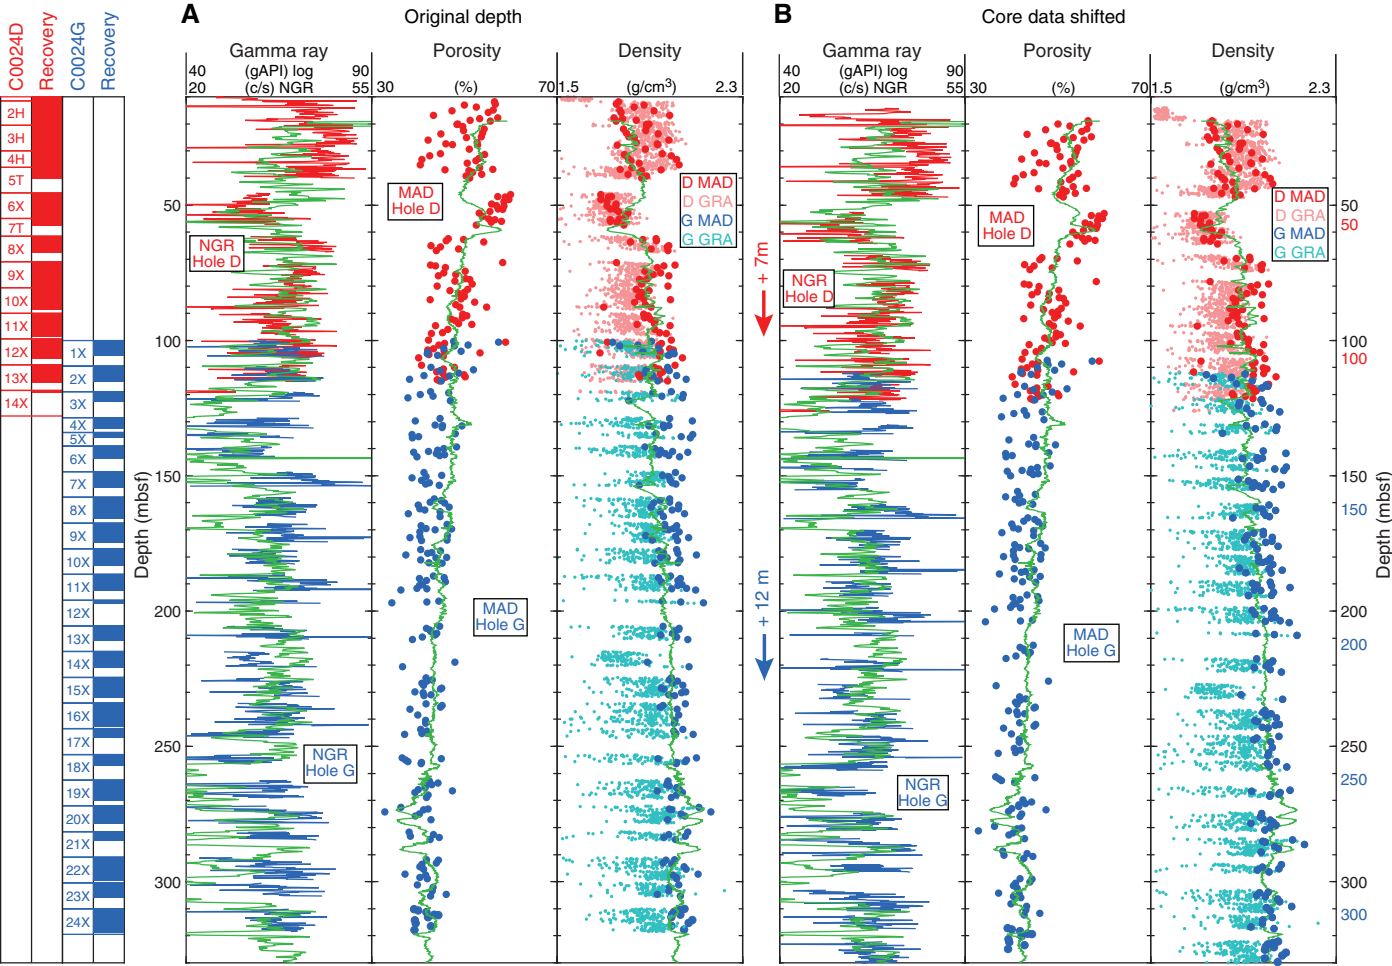 A
Original depth
B
Core data shifted
C0024D
Recovery
C0024G
Recovery
Gamma ray
Porosity
Density
40 (gAPI) log 90
20 (c/s) NGR 55
30 (%) 70
1.5 (g/cm3) 2.3
Gamma ray
Porosity
Density
40 (gAPI) log 90
20 (c/s) NGR 55
30 (%) 70
1.5 (g/cm3) 2.3
2H
3H
4H
5T
6X
7T
8X
9X
10X
11X
12X
13X
14X
1X
2X
3X
4X
5X
6X
7X
8X
9X
10X
11X
12X
13X
14X
15X
16X
17X
18X
19X
20X
21X
22X
23X
24X
Depth (mbsf)
50
100
150
200
250
300
NGR
Hole D
MAD
Hole D
D MAD
D GRA
G MAD
G GRA
MAD
Hole G
NGR
Hole G
+ 7m
+ 12 m
NGR
Hole D
MAD
Hole D
D MAD
D GRA
G MAD
G GRA
MAD
Hole G
NGR
Hole G
50
50
100
100
150
150
200
200
250
250
300
300
Depth (mbsf)